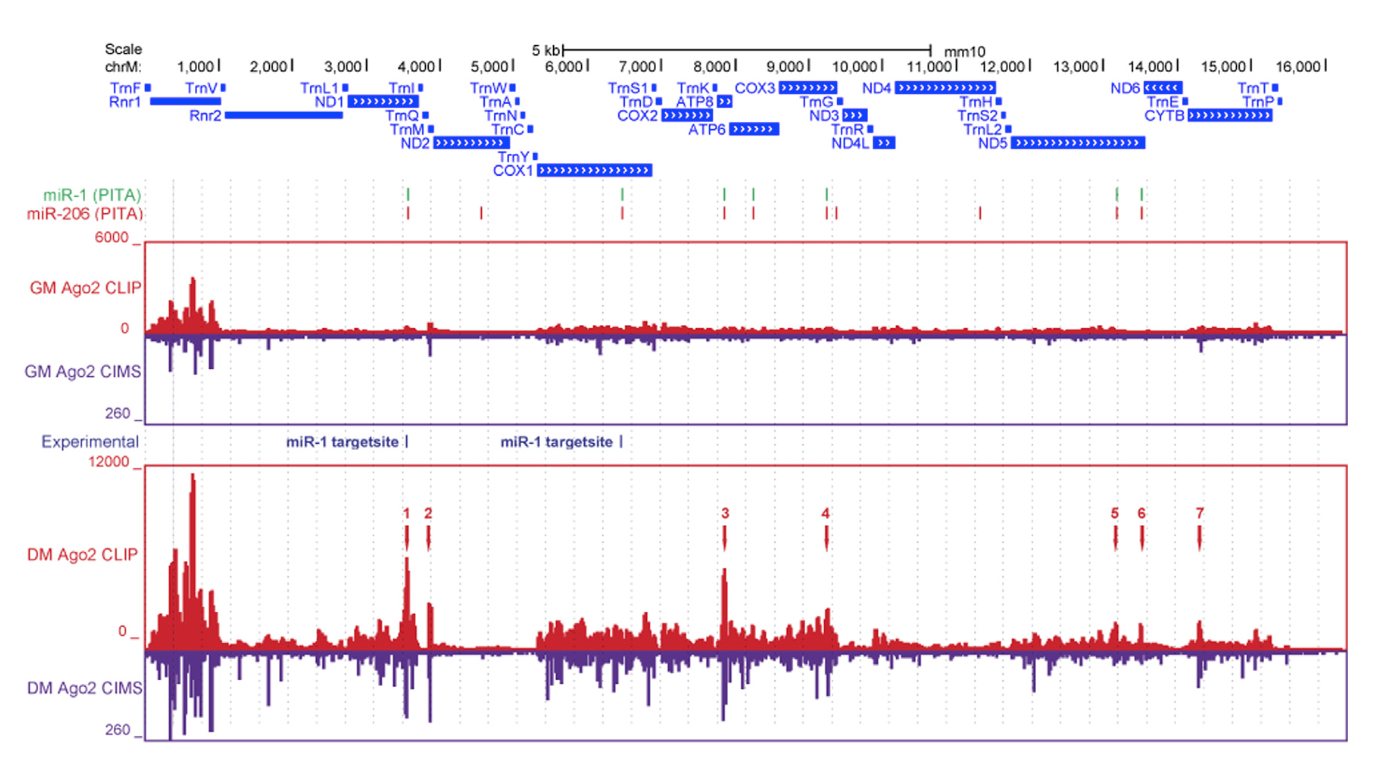 Scale 5 kb mm10
chrM: 1,000 2,000 3,000 4,000 5,000 6,000 7,000 8,000 9,000 10,000 11,000 12,000 13,000 14,000 15,000 16,000
TrnF TrnV TrnL1 TrnI TrnW TrnS1 TrnK COX3 ND4 ND6 TrnT
Rnr1 ND1 TrnA TrnD ATP8 TrnG TrnH TrnE TrnP
Rnr2 TrnQ TrnN COX2 ND3 TrnS2 CYTB
TrnM TrnC ATP6 TrnR TrnL2
ND2 ND4L ND5
TrnY
COX1
miR-1 (PITA)
miR-206 (PITA)
6000
GM Ago2 CLIP
0
GM Ago2 CIMS
260
Experimental miR-1 targetsite miR-1 targetsite
12000
1 2 3 4 5 6 7
DM Ago2 CLIP
0
DM Ago2 CIMS
260